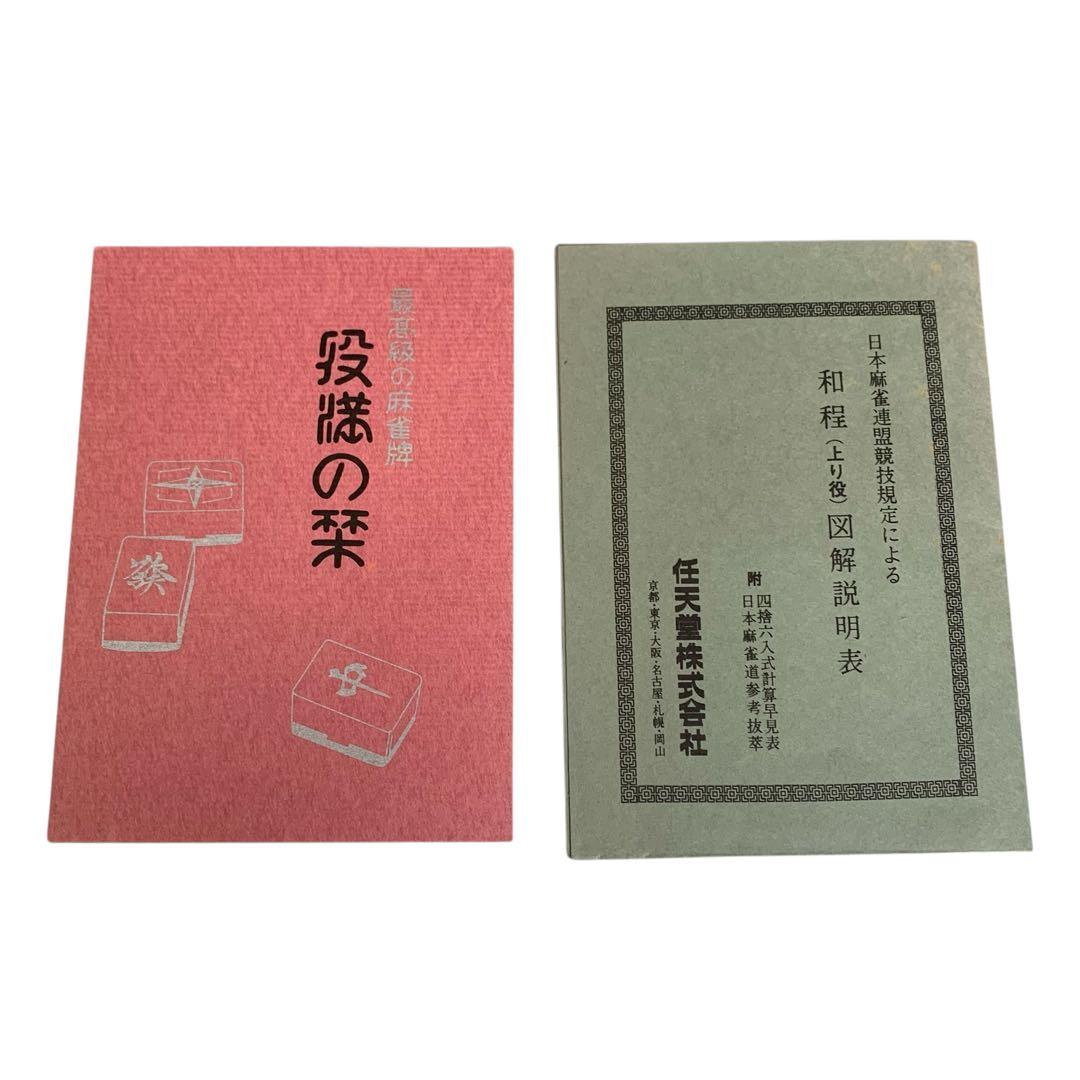 最高級の麻雀牌
役満の栞
發
日本麻雀連盟競技規定による
和程（上り役）図解説明表
附 四捨六入式計算早見表
日本麻雀道参考抜萃
任天堂株式会社
京都・東京・大阪・名古屋・札幌・岡山